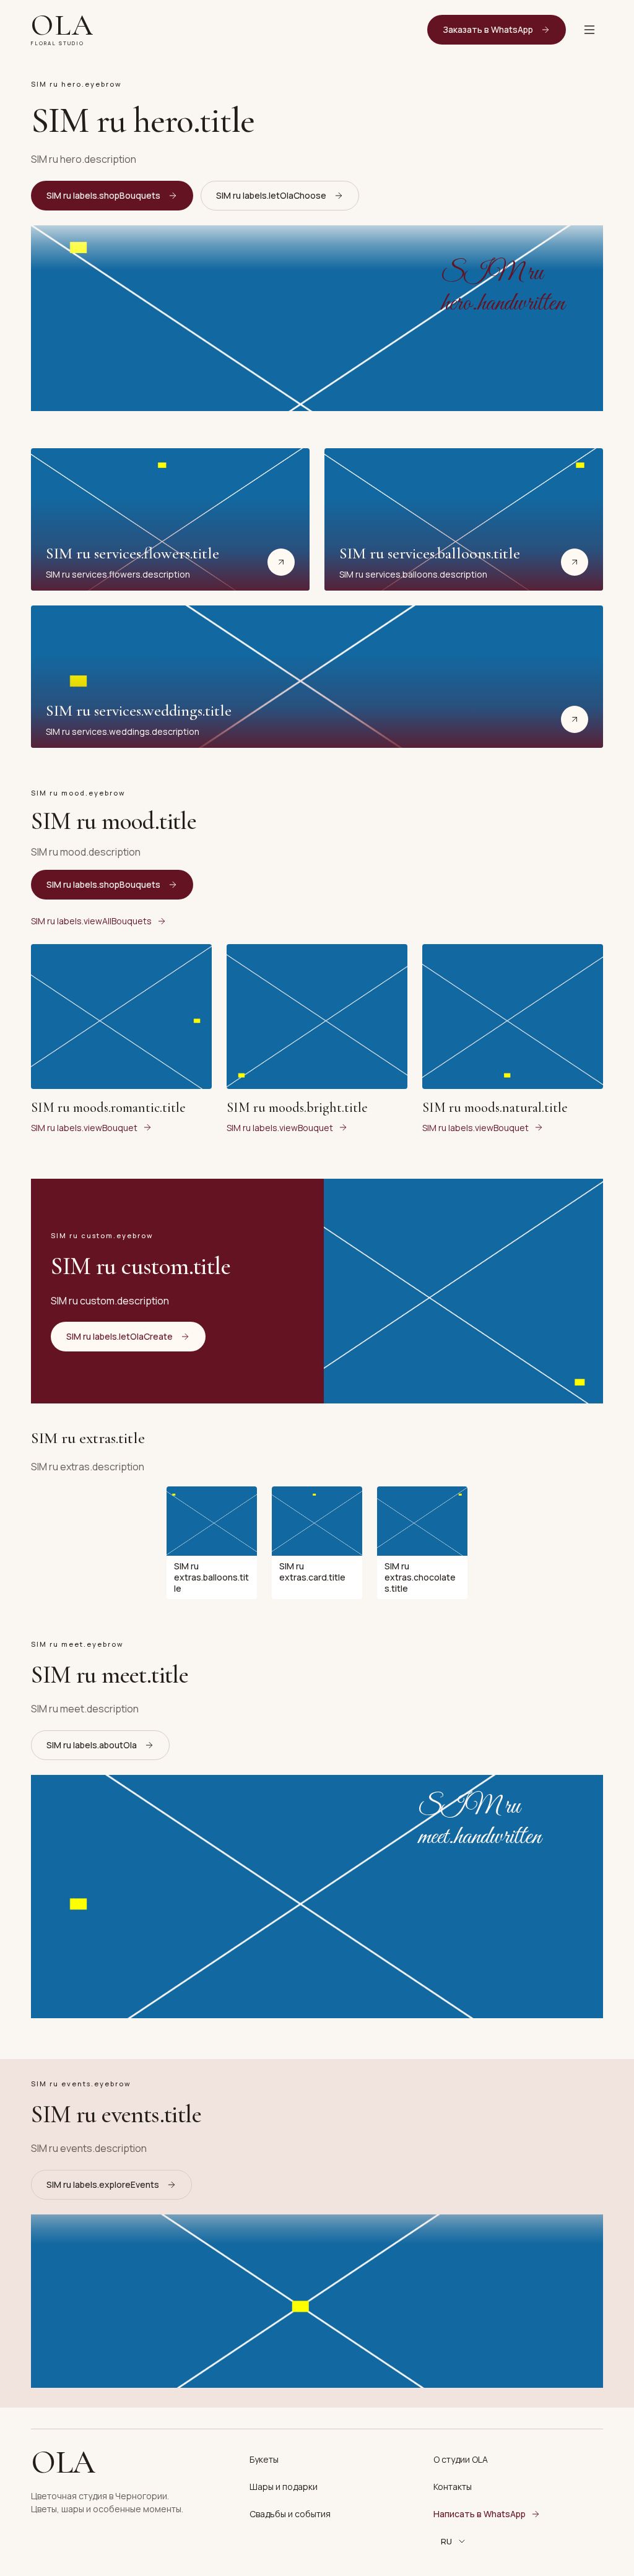 OLA
FLORAL STUDIO
Заказать в WhatsApp
SIM ru hero.eyebrow
SIM ru hero.title
SIM ru hero.description
SIM ru labels.shopBouquets
SIM ru labels.letOlaChoose
SIM ru
hero.handwritten
SIM ru services.flowers.title
SIM ru services.flowers.description
SIM ru services.balloons.title
SIM ru services.balloons.description
SIM ru services.weddings.title
SIM ru services.weddings.description
SIM ru mood.eyebrow
SIM ru mood.title
SIM ru mood.description
SIM ru labels.shopBouquets
SIM ru labels.viewAllBouquets
SIM ru moods.romantic.title
SIM ru labels.viewBouquet
SIM ru moods.bright.title
SIM ru labels.viewBouquet
SIM ru moods.natural.title
SIM ru labels.viewBouquet
SIM ru custom.eyebrow
SIM ru custom.title
SIM ru custom.description
SIM ru labels.letOlaCreate
SIM ru extras.title
SIM ru extras.description
SIM ru
extras.balloons.tit
le
SIM ru
extras.card.title
SIM ru
extras.chocolate
s.title
SIM ru meet.eyebrow
SIM ru meet.title
SIM ru meet.description
SIM ru labels.aboutOla
SIM ru
meet.handwritten
SIM ru events.eyebrow
SIM ru events.title
SIM ru events.description
SIM ru labels.exploreEvents
OLA
Цветочная студия в Черногории.
Цветы, шары и особенные моменты.
Букеты
Шары и подарки
Свадьбы и события
О студии OLA
Контакты
Написать в WhatsApp
RU